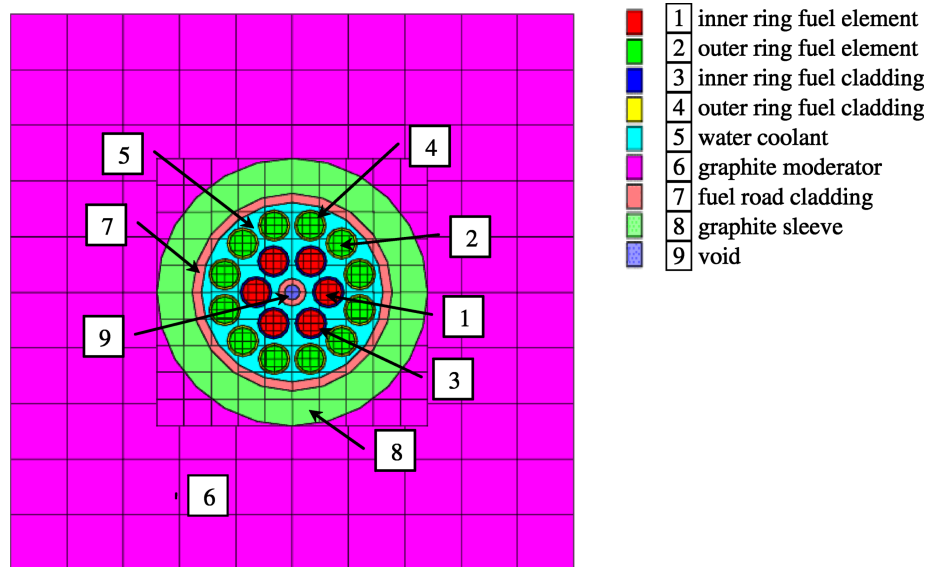 1 inner ring fuel element
2 outer ring fuel element
3 inner ring fuel cladding
4 outer ring fuel cladding
5 water coolant
6 graphite moderator
7 fuel road cladding
8 graphite sleeve
9 void
5
4
7
2
1
9
3
8
6